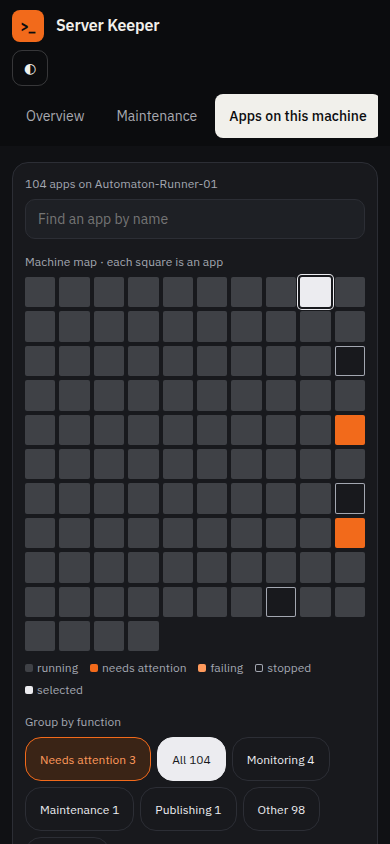 >_ Server Keeper
Overview Maintenance Apps on this machine
104 apps on Automaton-Runner-01
Find an app by name
Machine map · each square is an app
running needs attention failing stopped
selected
Group by function
Needs attention 3 All 104 Monitoring 4
Maintenance 1 Publishing 1 Other 98